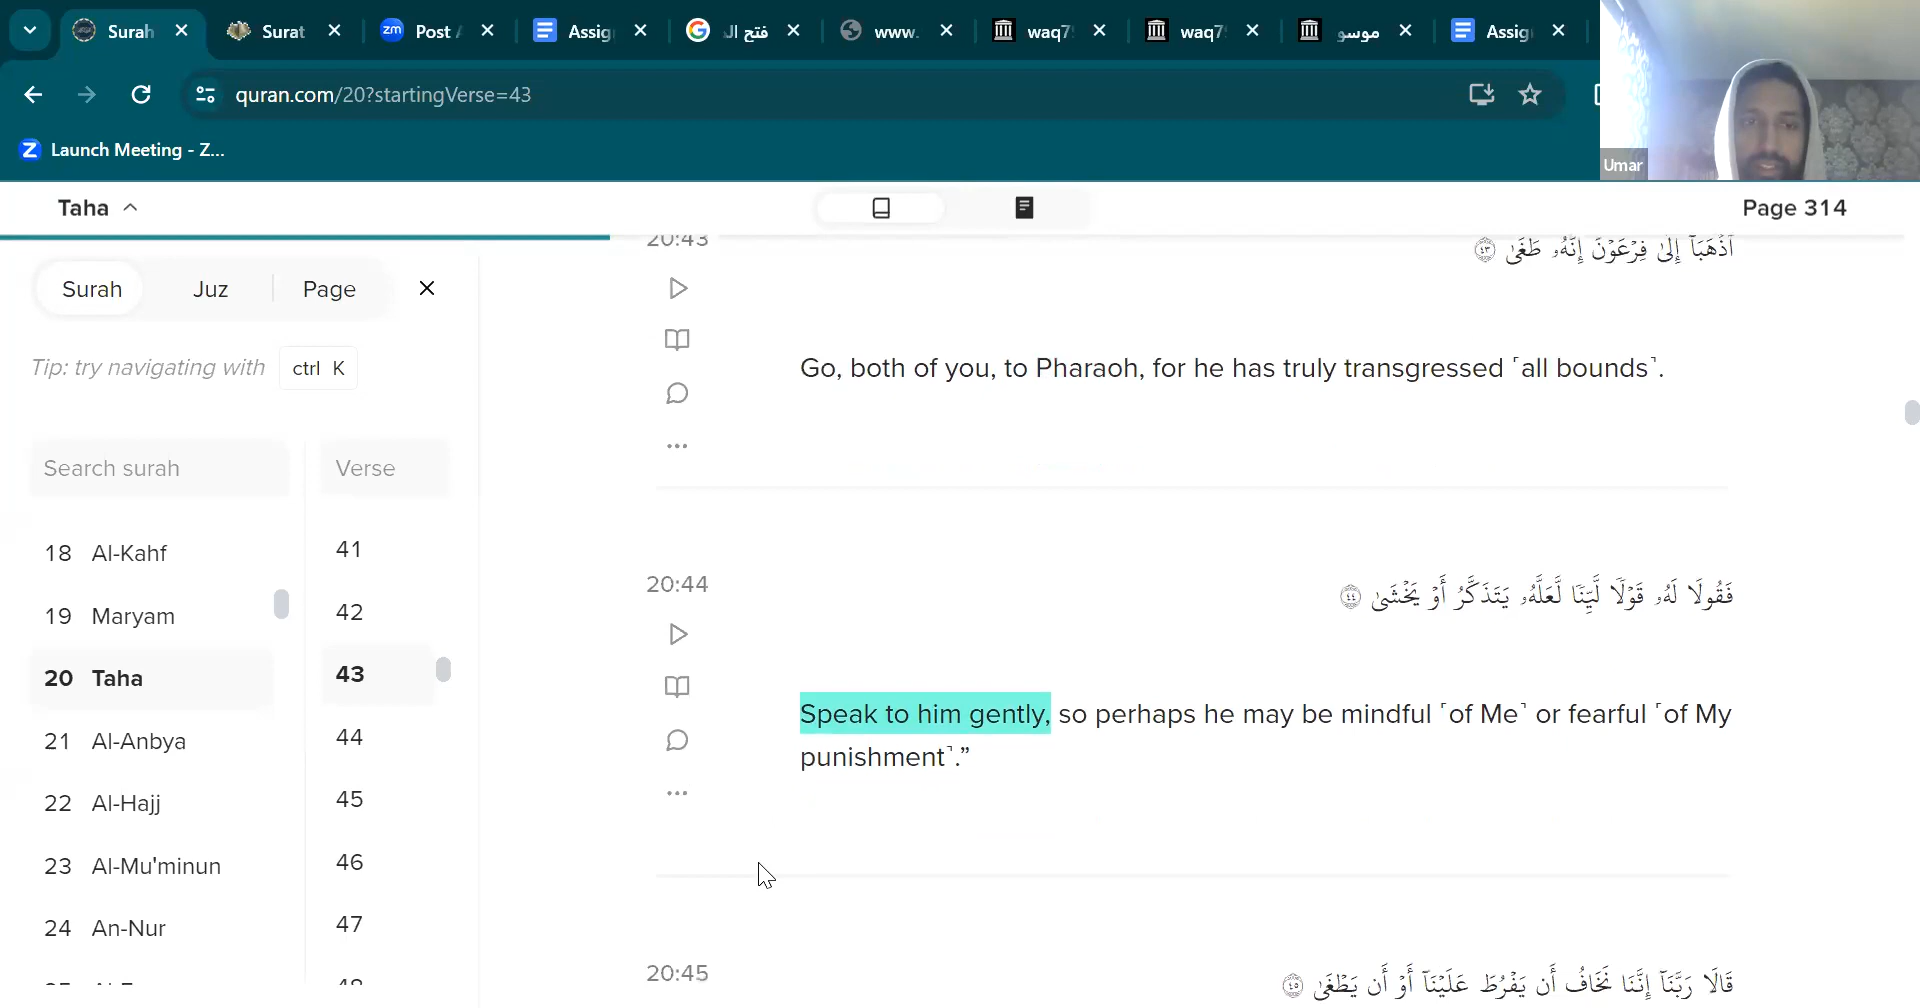 Surah
Surat
Post
Assig
فتح ال
www.
waq7
waq7
موسو
Assig
quran.com/20?startingVerse=43
Launch Meeting - Z...
Umar
Taha
Page 314
Surah Juz Page
Tip: try navigating with ctrl K
Search surah
Verse
18 Al-Kahf
19 Maryam
20 Taha
21 Al-Anbya
22 Al-Hajj
23 Al-Mu'minun
24 An-Nur
41
42
43
44
45
46
47
20:43
ٱذْهَبَآ إِلَىٰ فِرْعَوْنَ إِنَّهُۥ طَغَىٰ ٤٣
Go, both of you, to Pharaoh, for he has truly transgressed ˹all bounds˺.
20:44
فَقُولَا لَهُۥ قَوْلًا لَّيِّنًا لَّعَلَّهُۥ يَتَذَكَّرُ أَوْ يَخْشَىٰ ٤٤
Speak to him gently, so perhaps he may be mindful ˹of Me˺ or fearful ˹of My
punishment˺.”
20:45
قَالَا رَبَّنَآ إِنَّنَا نَخَافُ أَن يَفْرُطَ عَلَيْنَآ أَوْ أَن يَطْغَىٰ ٤٥